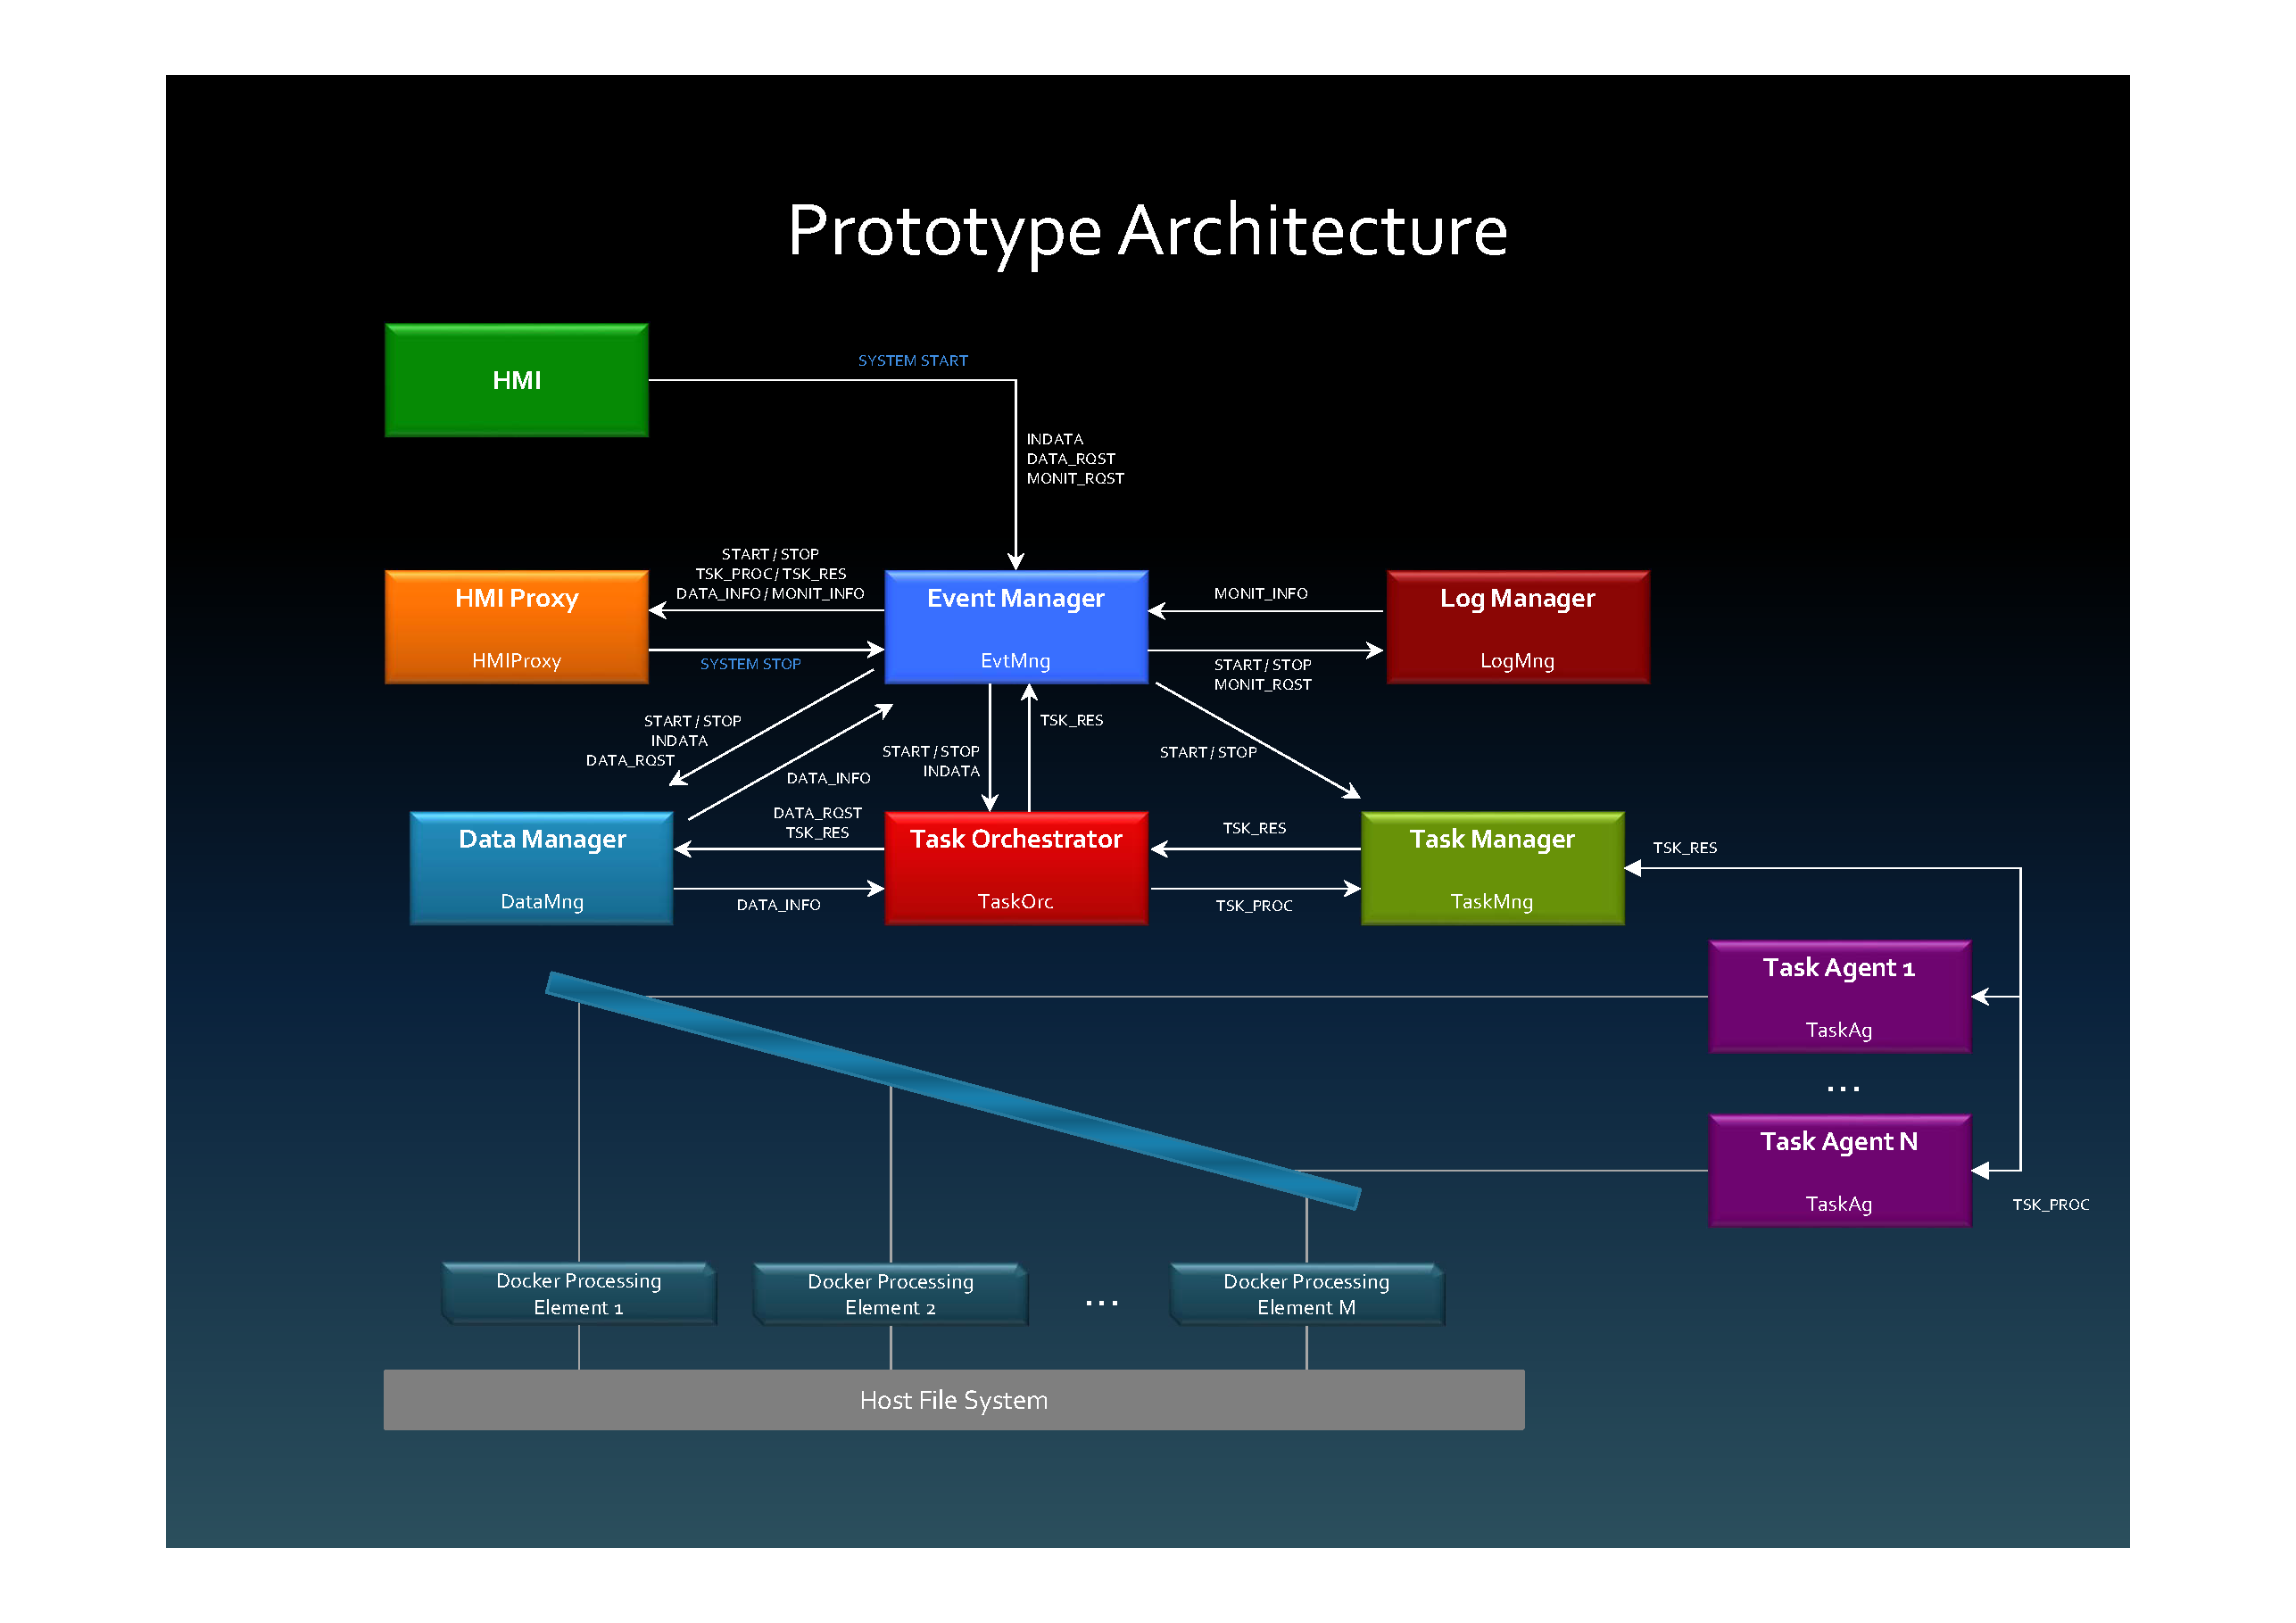 Prototype Architecture
HMI
SYSTEM START
INDATA
DATA_RQST
MONIT_RQST
START / STOP
TSK_PROC / TSK_RES
DATA_INFO / MONIT_INFO
HMI Proxy
HMIProxy
SYSTEM STOP
Event Manager
EvtMng
MONIT_INFO
START / STOP
MONIT_RQST
Log Manager
LogMng
START / STOP
INDATA
DATA_RQST
DATA_INFO
START / STOP
INDATA
TSK_RES
START / STOP
Data Manager
DataMng
DATA_RQST
TSK_RES
DATA_INFO
Task Orchestrator
TaskOrc
TSK_RES
TSK_PROC
Task Manager
TaskMng
TSK_RES
Task Agent 1
TaskAg
...
Task Agent N
TaskAg
TSK_PROC
Docker Processing
Element 1
Docker Processing
Element 2
...
Docker Processing
Element M
Host File System